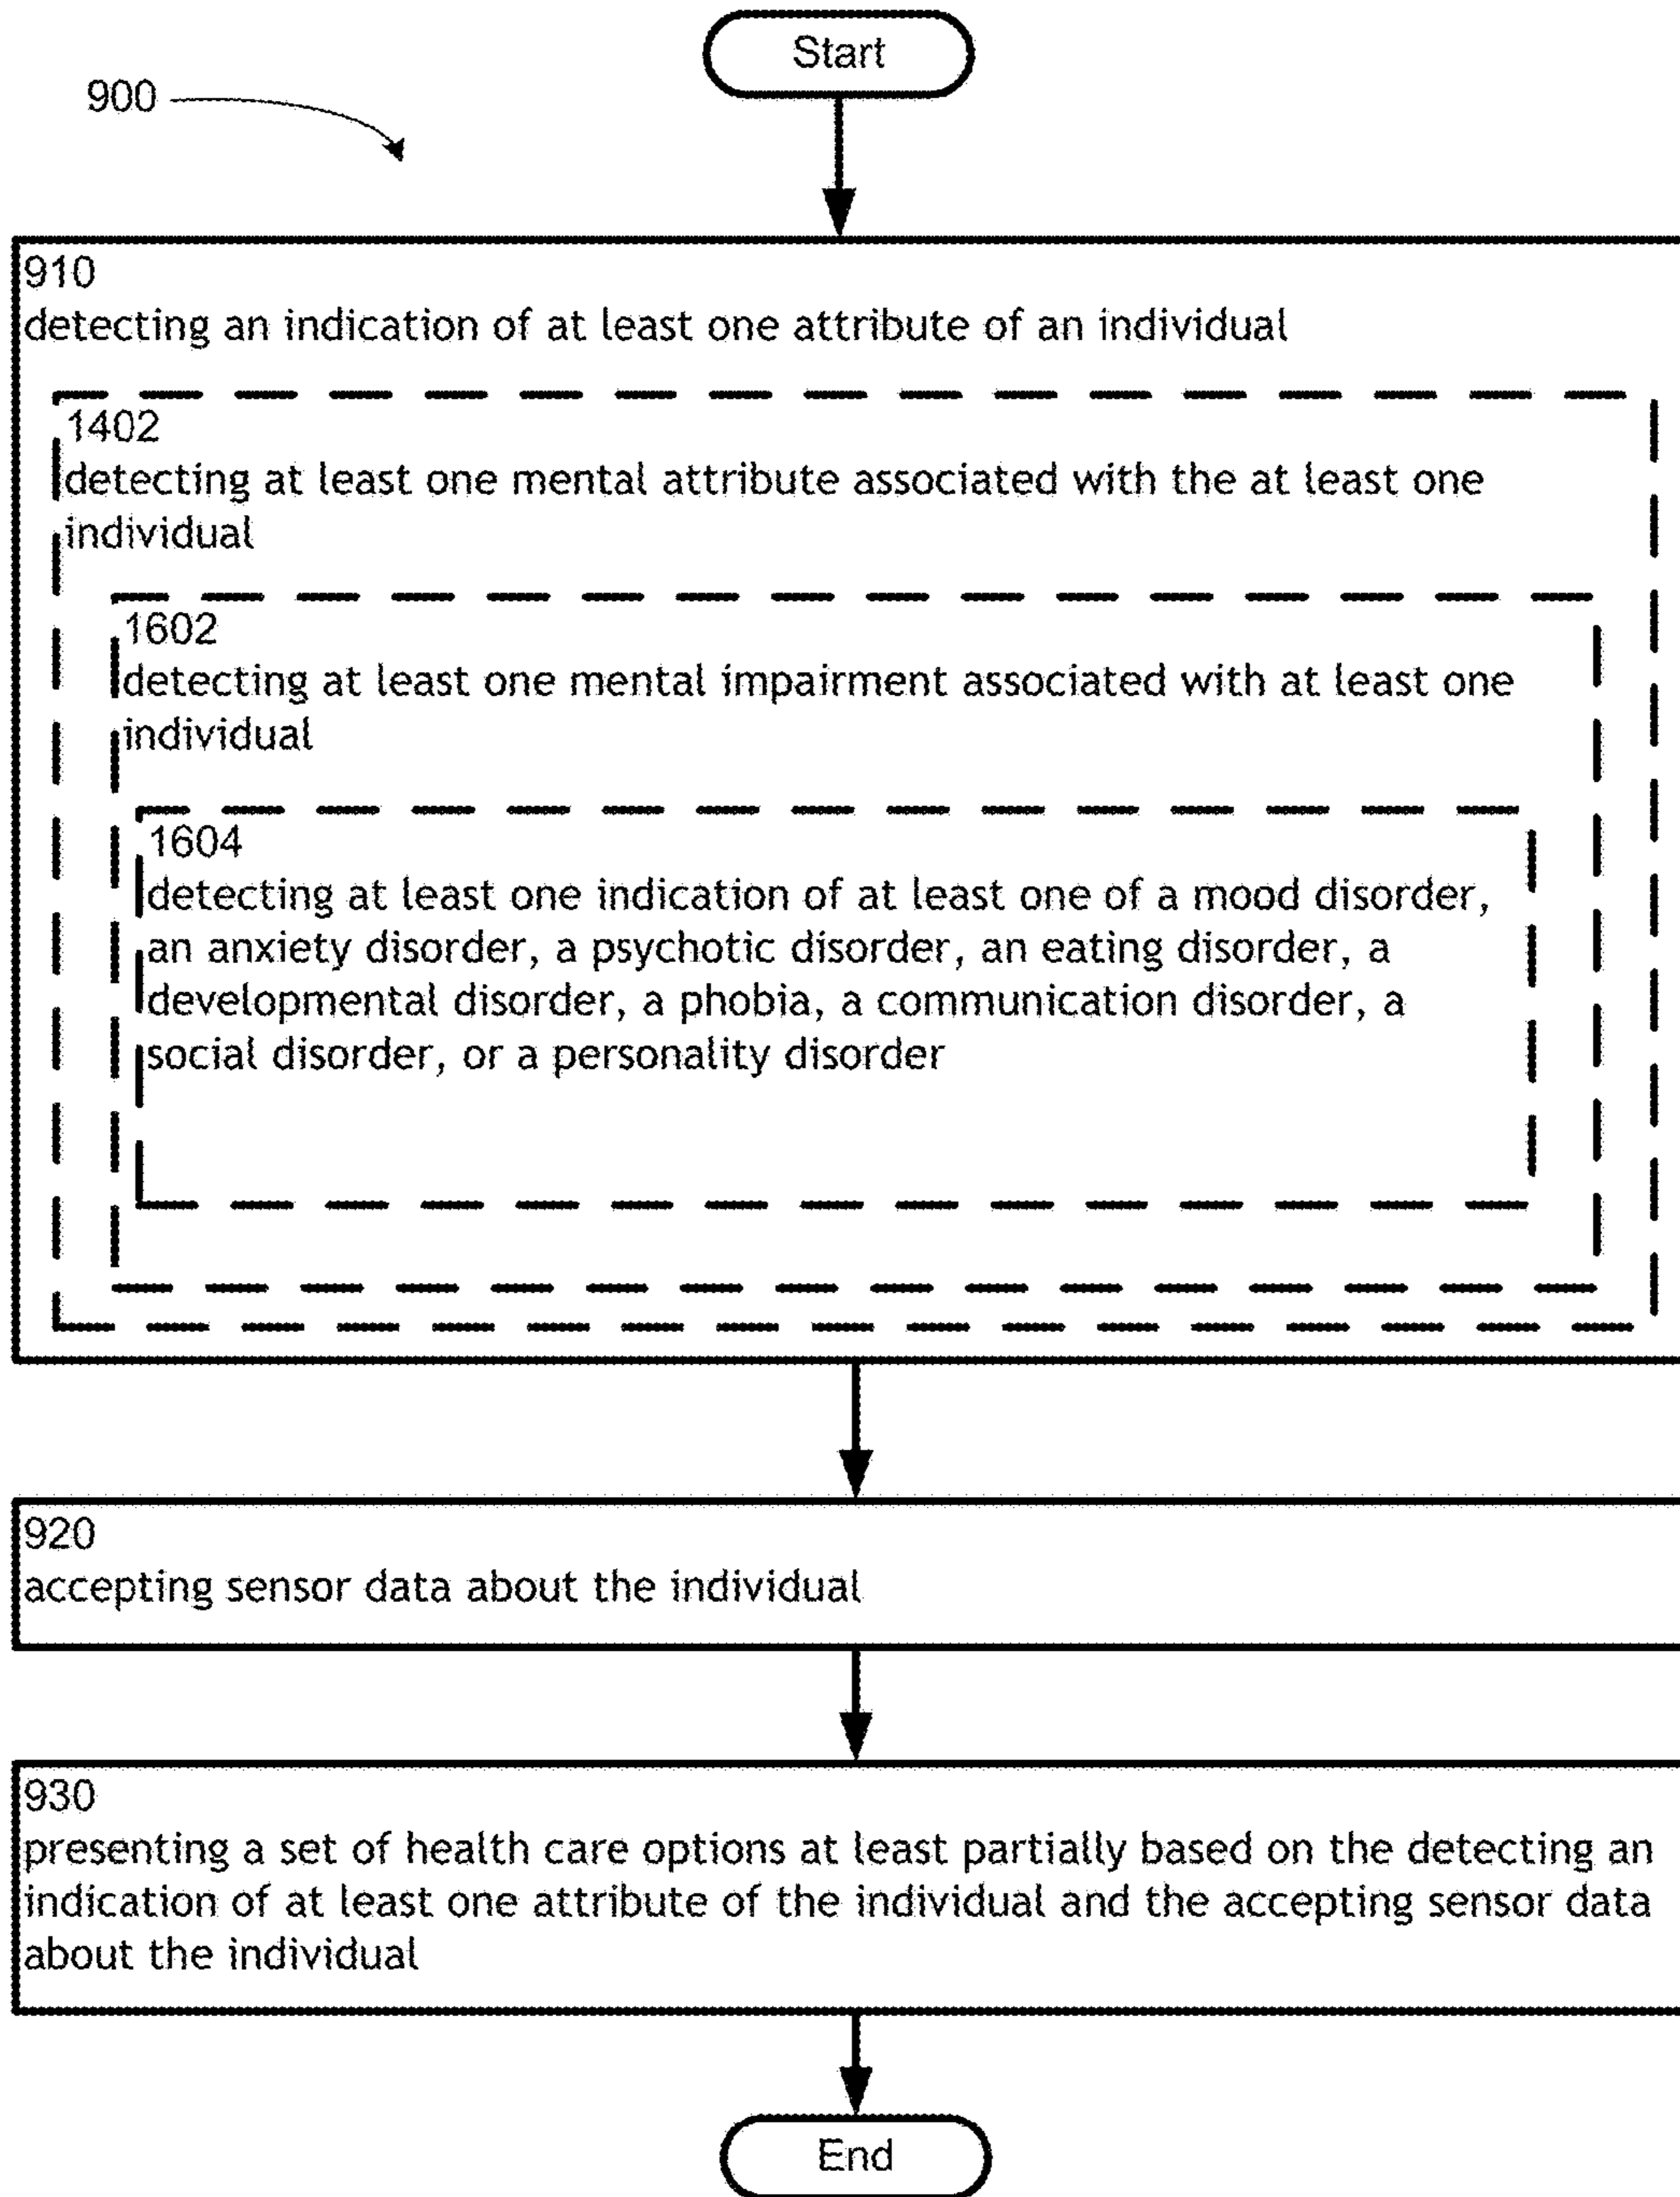 Start
900
910
detecting an indication of at least one attribute of an individual
1402
detecting at least one mental attribute associated with the at least one
individual
1602
detecting at least one mental impairment associated with at least one
individual
1604
detecting at least one indication of at least one of a mood disorder,
an anxiety disorder, a psychotic disorder, an eating disorder, a
developmental disorder, a phobia, a communication disorder, a
social disorder, or a personality disorder
920
accepting sensor data about the individual
930
presenting a set of health care options at least partially based on the detecting an
indication of at least one attribute of the individual and the accepting sensor data
about the individual
End